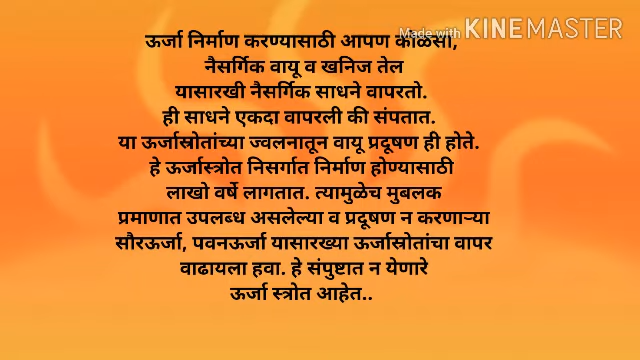 Made with KINEMASTER
ऊर्जा निर्माण करण्यासाठी आपण कोळसा,
नैसर्गिक वायू व खनिज तेल
यासारखी नैसर्गिक साधने वापरतो.
ही साधने एकदा वापरली की संपतात.
या ऊर्जास्रोतांच्या ज्वलनातून वायू प्रदूषण ही होते.
हे ऊर्जास्त्रोत निसर्गात निर्माण होण्यासाठी
लाखो वर्षे लागतात. त्यामुळेच मुबलक
प्रमाणात उपलब्ध असलेल्या व प्रदूषण न करणाऱ्या
सौरऊर्जा, पवनऊर्जा यासारख्या ऊर्जास्रोतांचा वापर
वाढायला हवा. हे संपुष्टात न येणारे
ऊर्जा स्त्रोत आहेत..